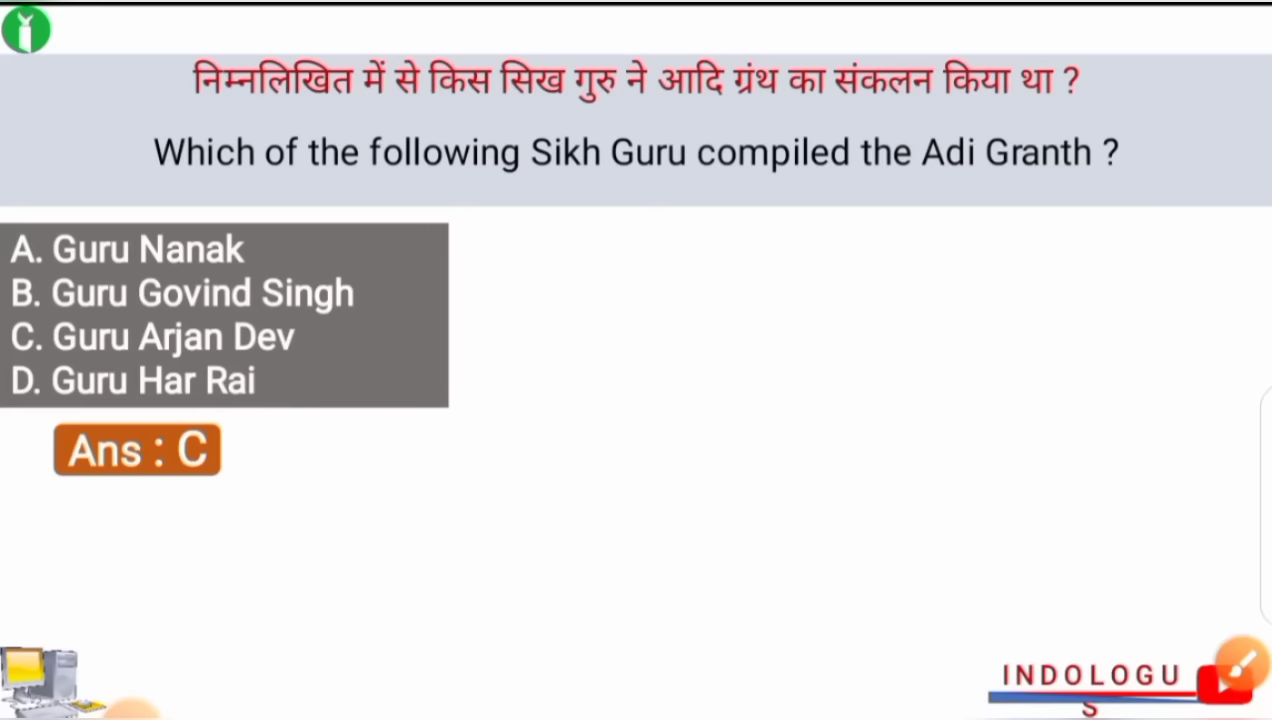 निम्नलिखित में से किस सिख गुरु ने आदि ग्रंथ का संकलन किया था ?
Which of the following Sikh Guru compiled the Adi Granth ?
A. Guru Nanak
B. Guru Govind Singh
C. Guru Arjan Dev
D. Guru Har Rai
Ans : C
INDOLOGU
S